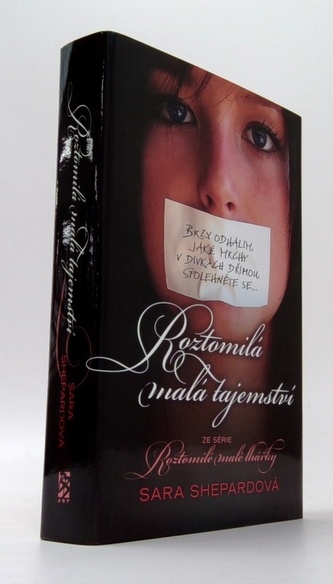 Roztomilá malá tajemství
SARA
SHEPARDOVÁ
BRZY ODHALÍM,
JAKÉ MRCHY
V DÍVKÁCH DŘÍMOU,
SPOLEHNĚTE SE...
Roztomilá
malá tajemství
ZE SÉRIE
Roztomilé malé lhářky
SARA SHEPARDOVÁ